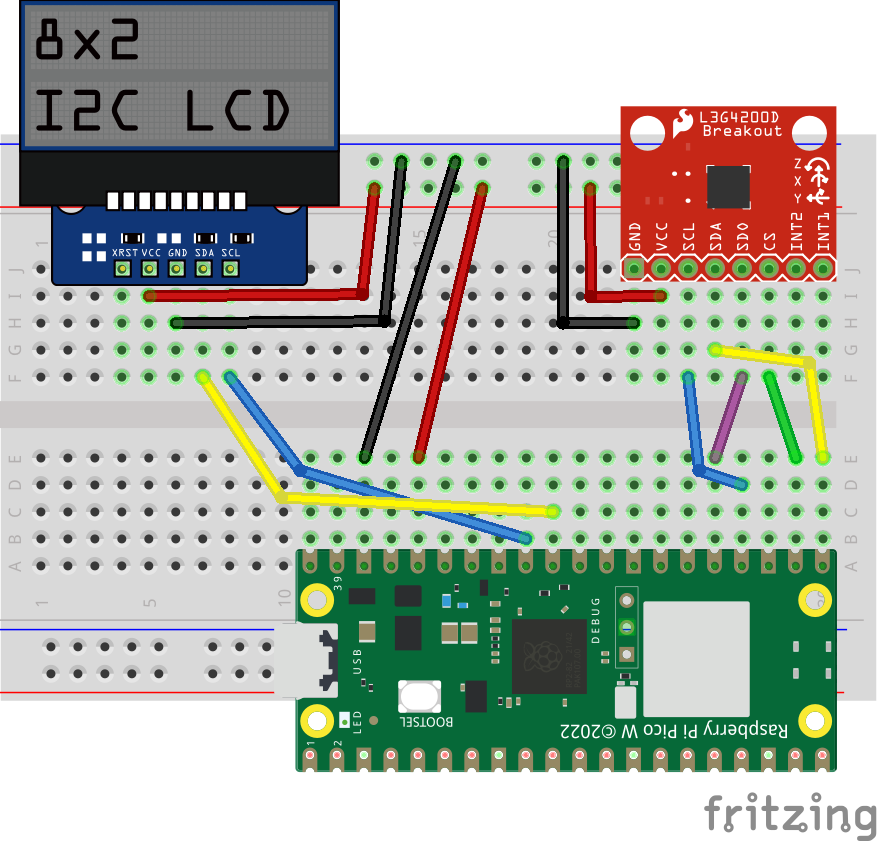 8x2
I2C LCD
XRST VCC GND SDA SCL
L3G4200D
Breakout
Z
X
Y
GND VCC SCL SDA SDO CS INT2 INT1
1 15 20
J J
I I
H H
G G
F F
E E
D D
C C
B B
A A
1 5 10
39
DEBUG
USB
BOOTSEL
LED
Raspberry Pi Pico W ©2022
1 2
fritzing